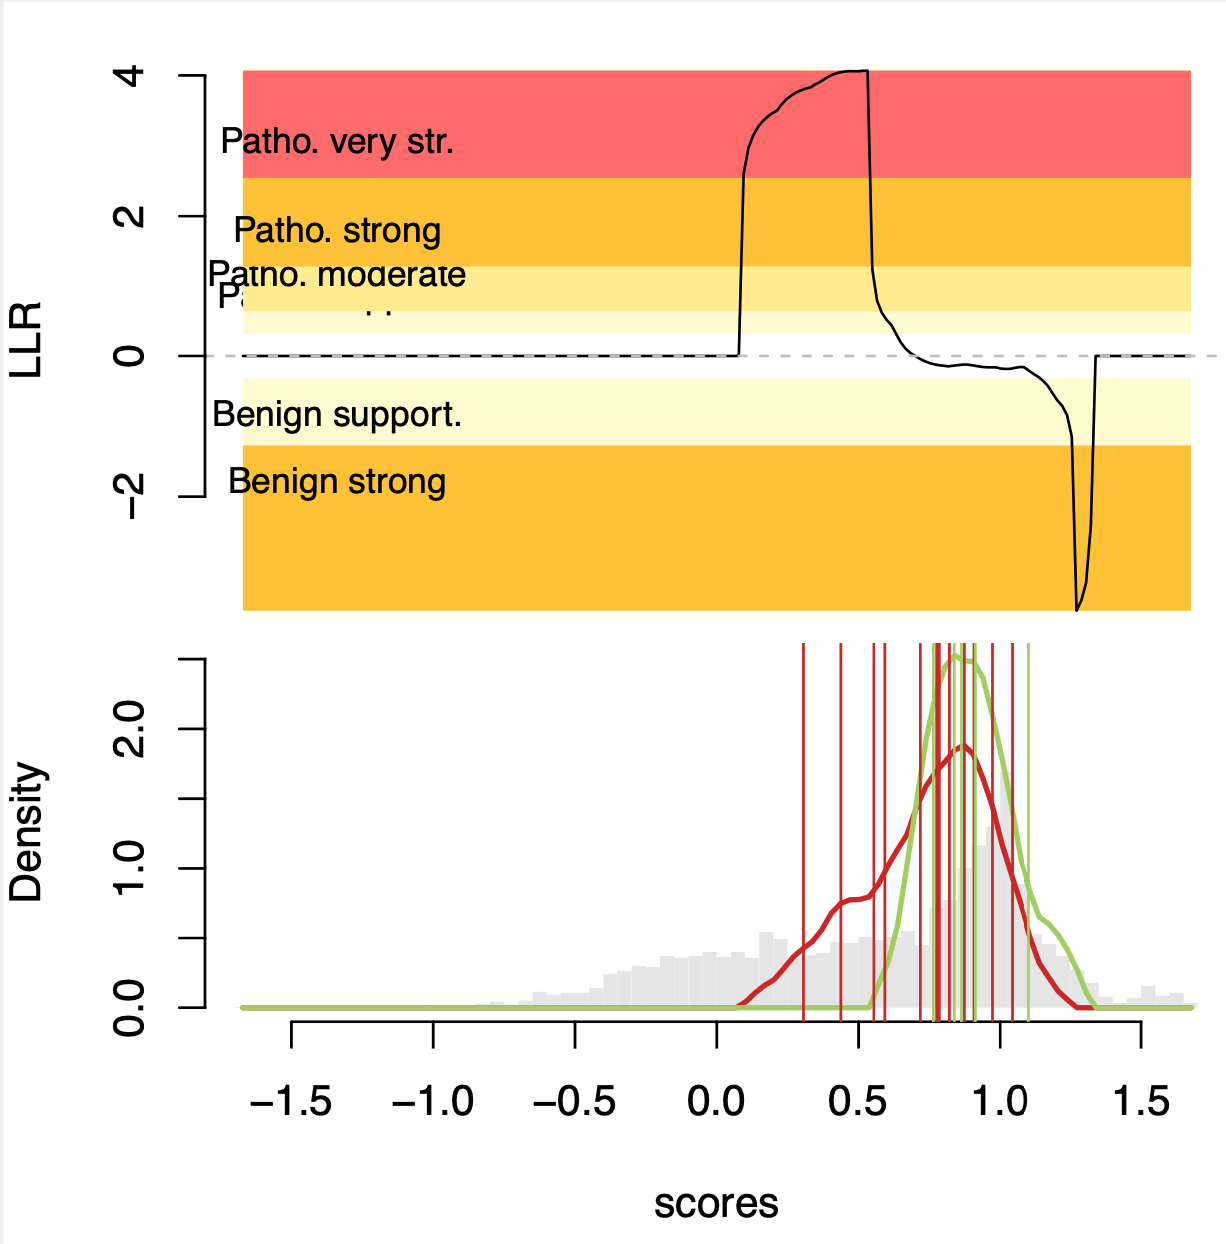 4
Patho. very str.
2
Patho. strong
Patho. moderate
LLR
0
Benign support.
Benign strong
−2
2.0
1.0
0.0
Density
−1.5 −1.0 −0.5 0.0 0.5 1.0 1.5
scores